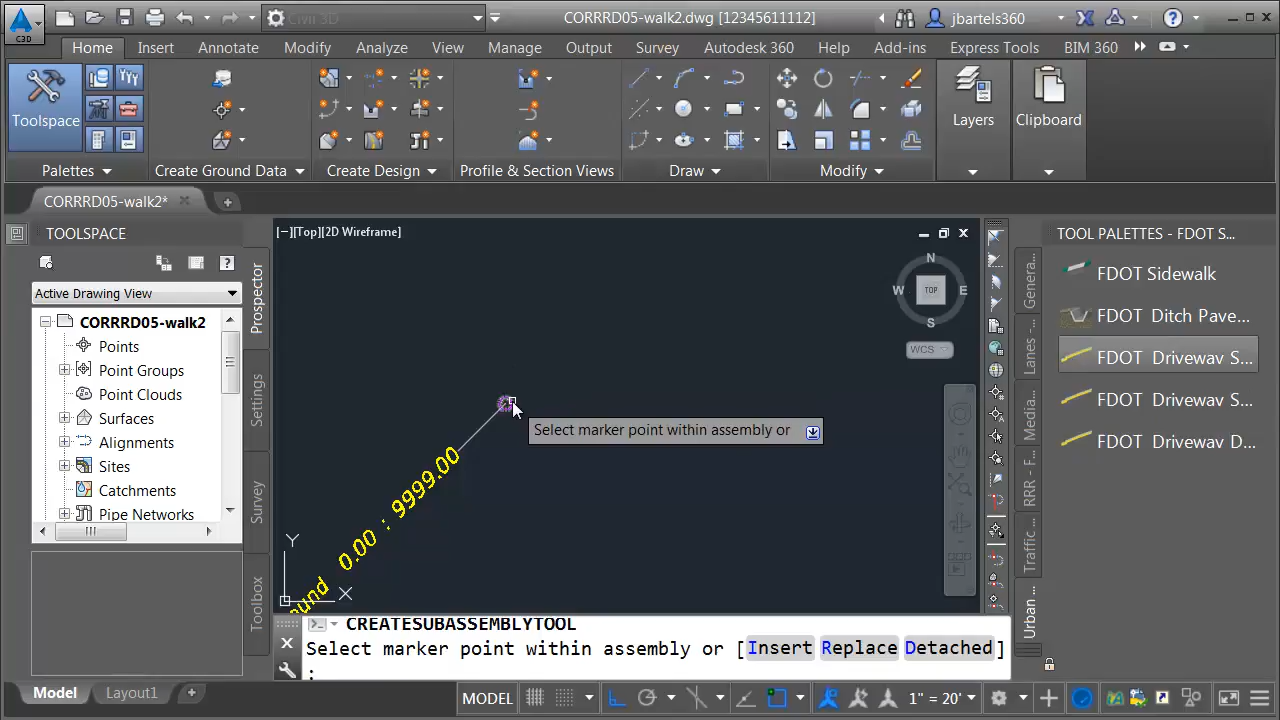 Civil 3D
CORRRD05-walk2.dwg [12345611112]
jbartels360
C3D
Home
Insert
Annotate
Modify
Analyze
View
Manage
Output
Survey
Autodesk 360
Help
Add-ins
Express Tools
BIM 360
Toolspace
Layers
Clipboard
Palettes
Create Ground Data
Create Design
Profile & Section Views
Draw
Modify
CORRRD05-walk2*
TOOLSPACE
Active Drawing View
CORRRD05-walk2
Points
Point Groups
Point Clouds
Surfaces
Alignments
Sites
Catchments
Pipe Networks
Prospector
Settings
Survey
Toolbox
[−][Top][2D Wireframe]
N
W
TOP
E
S
WCS
Select marker point within assembly or
ound 0.00 : 9999.00
Y
X
TOOL PALETTES - FDOT S...
FDOT Sidewalk
FDOT Ditch Pave...
FDOT Driveway S...
FDOT Driveway S...
FDOT Driveway D...
Genera...
Lanes -...
Media...
RRR - F...
Traffic ...
Urban ...
CREATESUBASSEMBLYTOOL
Select marker point within assembly or [Insert Replace Detached]
:
Model
Layout1
MODEL
1" = 20'